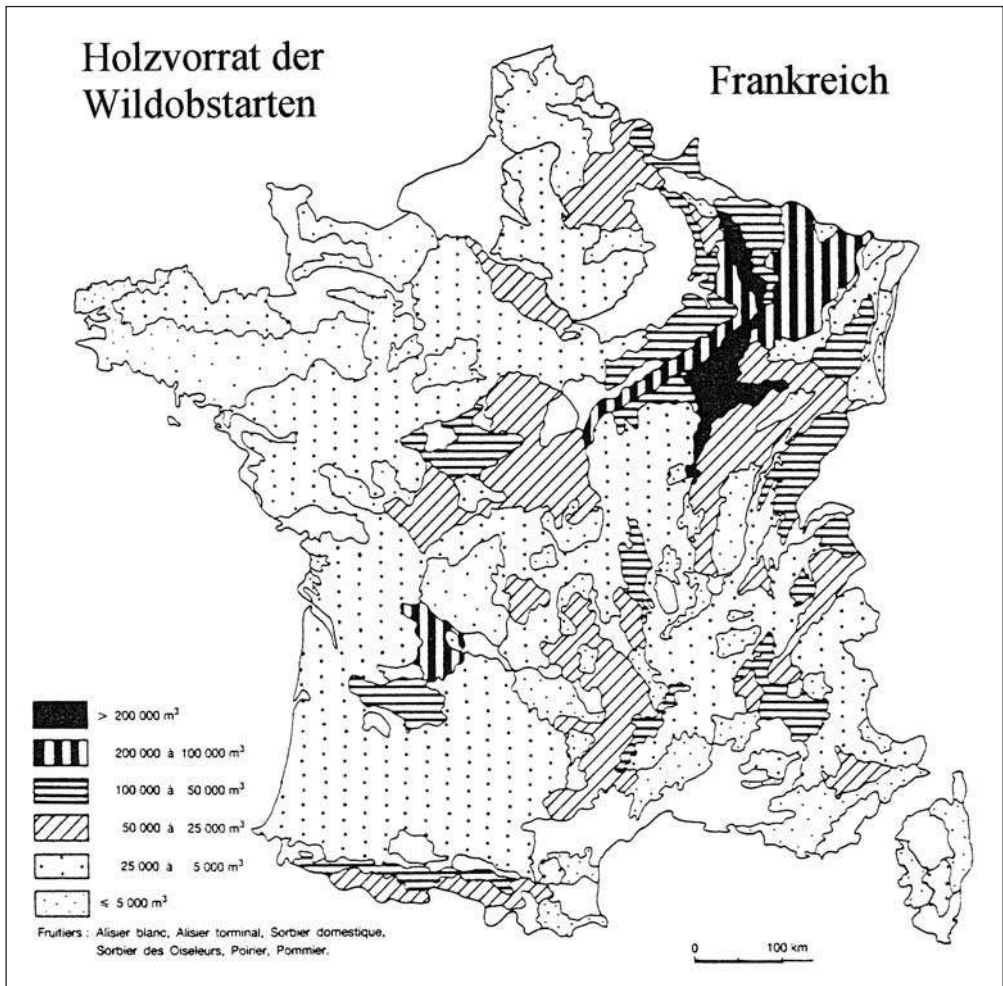 Holzvorrat der
Wildobstarten
Frankreich
> 200 000 m³
200 000 à 100 000 m³
100 000 à 50 000 m³
50 000 à 25 000 m³
25 000 à 5 000 m³
≤ 5 000 m³
Fruitiers : Alisier blanc, Alisier torminal, Sorbier domestique,
Sorbier des Oiseleurs, Poirier, Pommier.
0 100 km